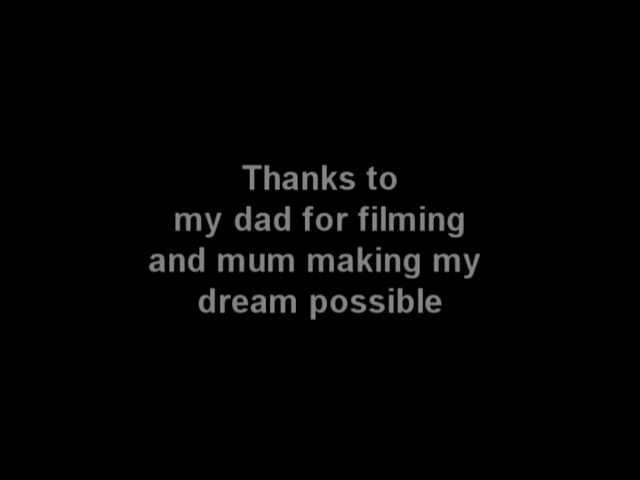 Thanks to
my dad for filming
and mum making my
dream possible